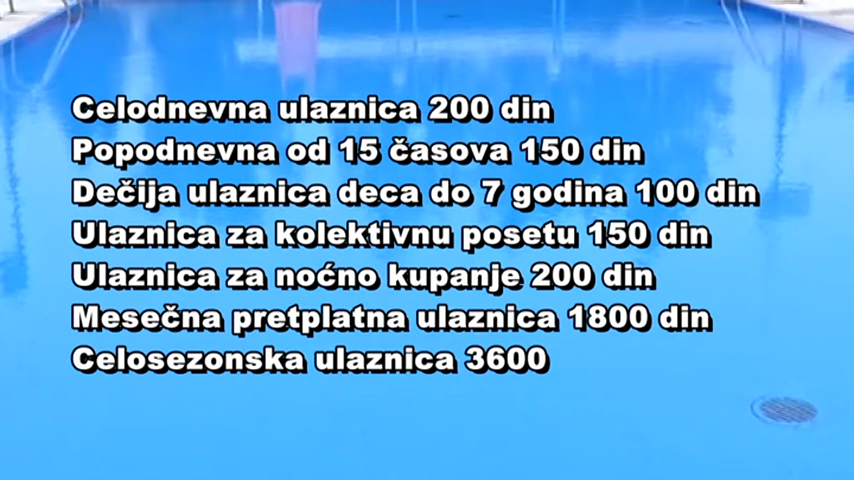 Celodnevna ulaznica 200 din
Popodnevna od 15 časova 150 din
Dečija ulaznica deca do 7 godina 100 din
Ulaznica za kolektivnu posetu 150 din
Ulaznica za noćno kupanje 200 din
Mesečna pretplatna ulaznica 1800 din
Celosezonska ulaznica 3600